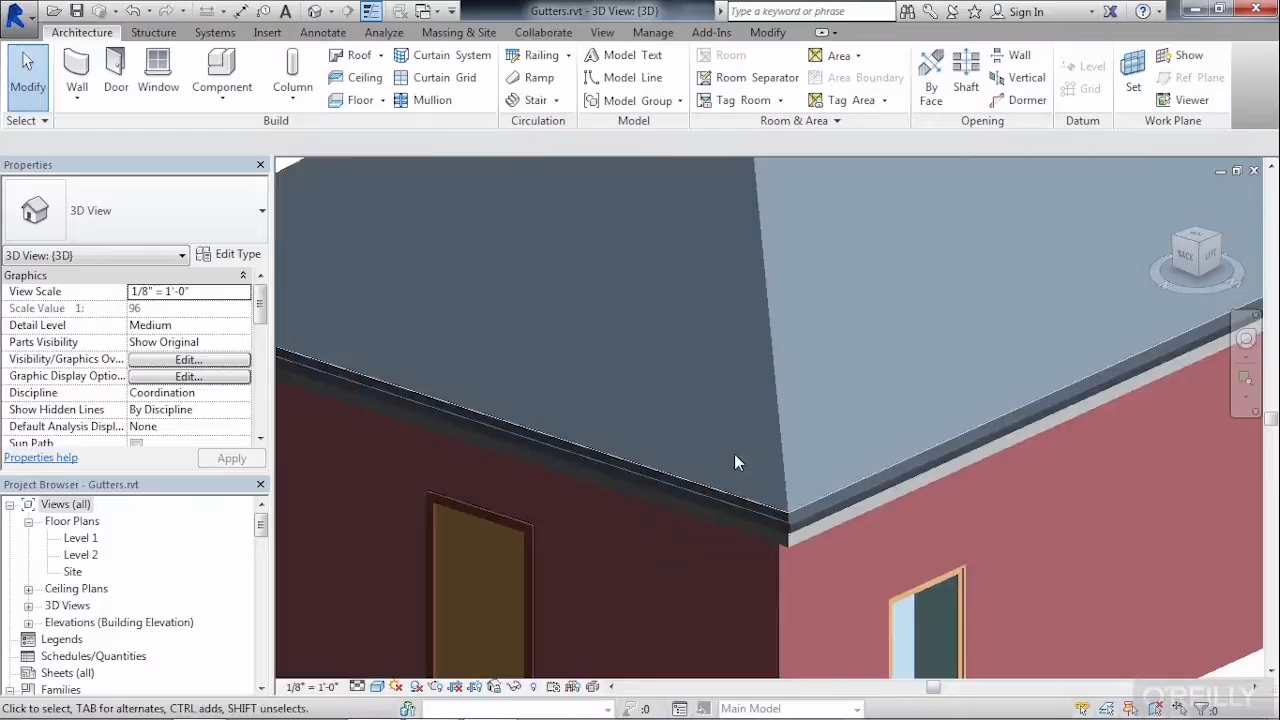 Gutters.rvt - 3D View: {3D}
Type a keyword or phrase
Sign In
Architecture Structure Systems Insert Annotate Analyze Massing & Site Collaborate View Manage Add-Ins Modify
Modify Wall Door Window Component Column
Roof Curtain System Railing Model Text Room Area Wall Level Show
Ceiling Curtain Grid Ramp Model Line Room Separator Area Boundary By Face Shaft Vertical Grid Set Ref Plane
Floor Mullion Stair Model Group Tag Room Tag Area Dormer Viewer
Select Build Circulation Model Room & Area Opening Datum Work Plane
Properties
3D View
3D View: {3D} Edit Type
Graphics
View Scale 1/8" = 1'-0"
Scale Value 1: 96
Detail Level Medium
Parts Visibility Show Original
Visibility/Graphics Ov... Edit...
Graphic Display Optio... Edit...
Discipline Coordination
Show Hidden Lines By Discipline
Default Analysis Displ... None
Sun Path
Properties help Apply
Project Browser - Gutters.rvt
Views (all)
Floor Plans
Level 1
Level 2
Site
Ceiling Plans
3D Views
Elevations (Building Elevation)
Legends
Schedules/Quantities
Sheets (all)
Families
BACK LEFT
1/8" = 1'-0"
Click to select, TAB for alternates, CTRL adds, SHIFT unselects.
:0 Main Model :0
O'REILLY